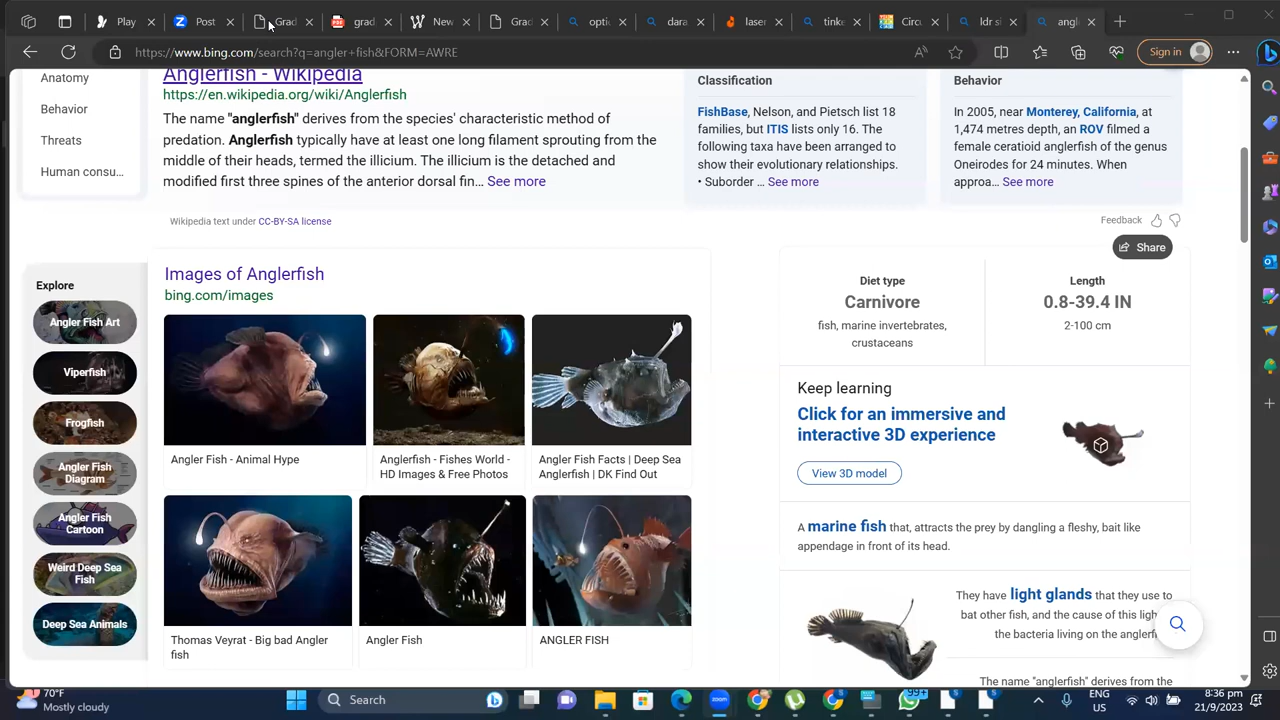 Play
Post
Grad
grad
New
Grad
opti
dara
laser
tinke
Circu
ldr si
angl
https://www.bing.com/search?q=angler+fish&FORM=AWRE
Sign in
Anatomy
Behavior
Threats
Human consu...
Anglerfish - Wikipedia
https://en.wikipedia.org/wiki/Anglerfish
The name "anglerfish" derives from the species' characteristic method of
predation. Anglerfish typically have at least one long filament sprouting from the
middle of their heads, termed the illicium. The illicium is the detached and
modified first three spines of the anterior dorsal fin... See more
Classification
FishBase, Nelson, and Pietsch list 18
families, but ITIS lists only 16. The
following taxa have been arranged to
show their evolutionary relationships.
• Suborder ... See more
Behavior
In 2005, near Monterey, California, at
1,474 metres depth, an ROV filmed a
female ceratioid anglerfish of the genus
Oneirodes for 24 minutes. When
approa... See more
Wikipedia text under CC-BY-SA license
Feedback
Share
Explore
Angler Fish Art
Viperfish
Frogfish
Angler Fish
Diagram
Angler Fish
Cartoon
Weird Deep Sea
Fish
Deep Sea Animals
Images of Anglerfish
bing.com/images
Angler Fish - Animal Hype
Anglerfish - Fishes World -
HD Images & Free Photos
Angler Fish Facts | Deep Sea
Anglerfish | DK Find Out
Thomas Veyrat - Big bad Angler
fish
Angler Fish
ANGLER FISH
Diet type
Carnivore
fish, marine invertebrates,
crustaceans
Length
0.8-39.4 IN
2-100 cm
Keep learning
Click for an immersive and
interactive 3D experience
View 3D model
A marine fish that, attracts the prey by dangling a fleshy, bait like
appendage in front of its head.
They have light glands that they use to
bat other fish, and the cause of this ligh
the bacteria living on the anglerf
The name "anglerfish" derives from the
70°F
Mostly cloudy
Search
zoom
99+
ENG
US
8:36 pm
21/9/2023